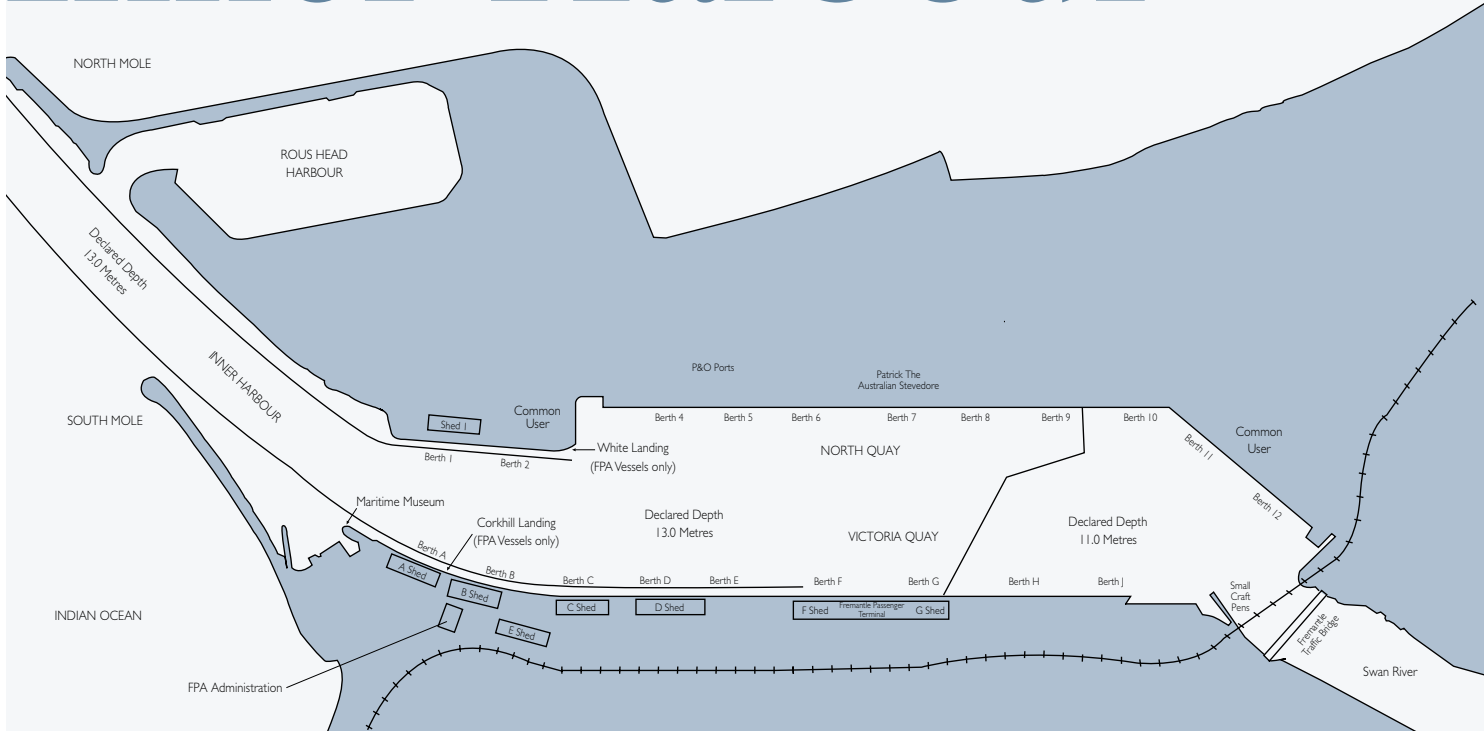 NORTH MOLE
ROUS HEAD
HARBOUR
Declared Depth
13.0 Metres
INNER HARBOUR
SOUTH MOLE
P&O Ports
Patrick The
Australian Stevedore
Common
User
Shed 1
Berth 1
Berth 2
White Landing
(FPA Vessels only)
Berth 4
Berth 5
Berth 6
Berth 7
Berth 8
Berth 9
Berth 10
Berth 11
Berth 12
Common
User
NORTH QUAY
Maritime Museum
Corkhill Landing
(FPA Vessels only)
Declared Depth
13.0 Metres
VICTORIA QUAY
Declared Depth
11.0 Metres
Berth A
Berth B
Berth C
Berth D
Berth E
Berth F
Berth G
Berth H
Berth J
A Shed
B Shed
C Shed
D Shed
E Shed
F Shed
Fremantle Passenger
Terminal
G Shed
Small
Craft
Pens
Fremantle
Traffic Bridge
INDIAN OCEAN
FPA Administration
Swan River